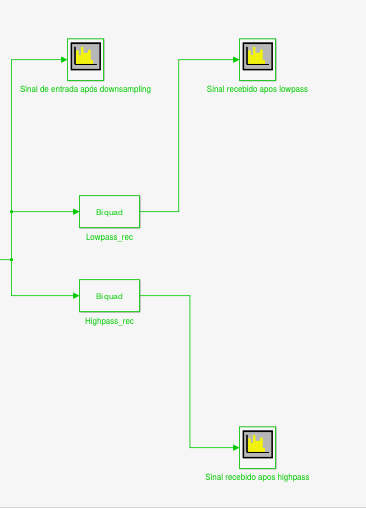 Sinal de entrada após downsampling
Sinal recebido apos lowpass
Biquad
Lowpass_rec
Biquad
Highpass_rec
Sinal recebido apos highpass